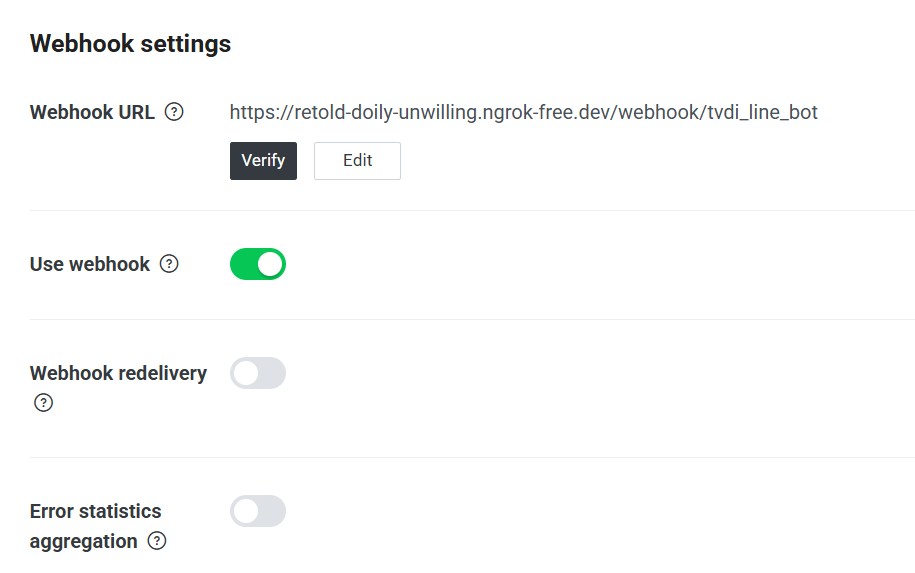 Webhook settings
Webhook URL ?
https://retold-doily-unwilling.ngrok-free.dev/webhook/tvdi_line_bot
Verify Edit
Use webhook ?
Webhook redelivery
?
Error statistics
aggregation ?